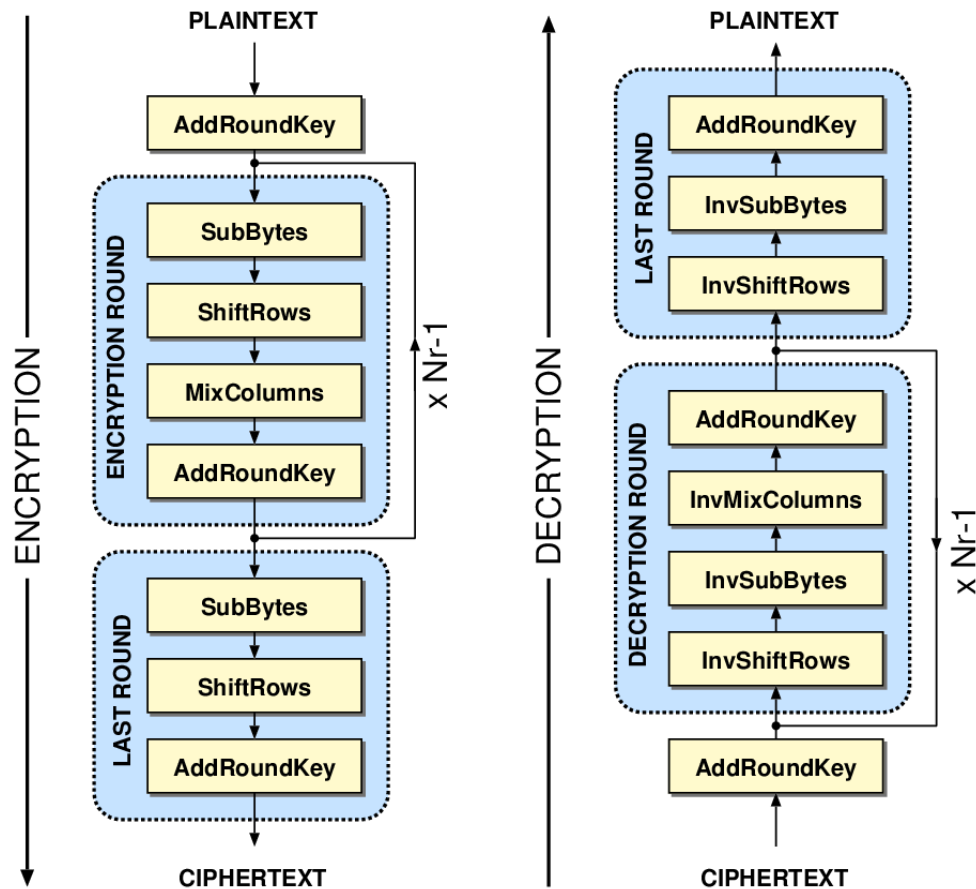 PLAINTEXT
AddRoundKey
ENCRYPTION ROUND
SubBytes
ShiftRows
MixColumns
AddRoundKey
x Nr-1
LAST ROUND
SubBytes
ShiftRows
AddRoundKey
CIPHERTEXT
ENCRYPTION
PLAINTEXT
LAST ROUND
AddRoundKey
InvSubBytes
InvShiftRows
DECRYPTION ROUND
AddRoundKey
InvMixColumns
InvSubBytes
InvShiftRows
x Nr-1
AddRoundKey
CIPHERTEXT
DECRYPTION